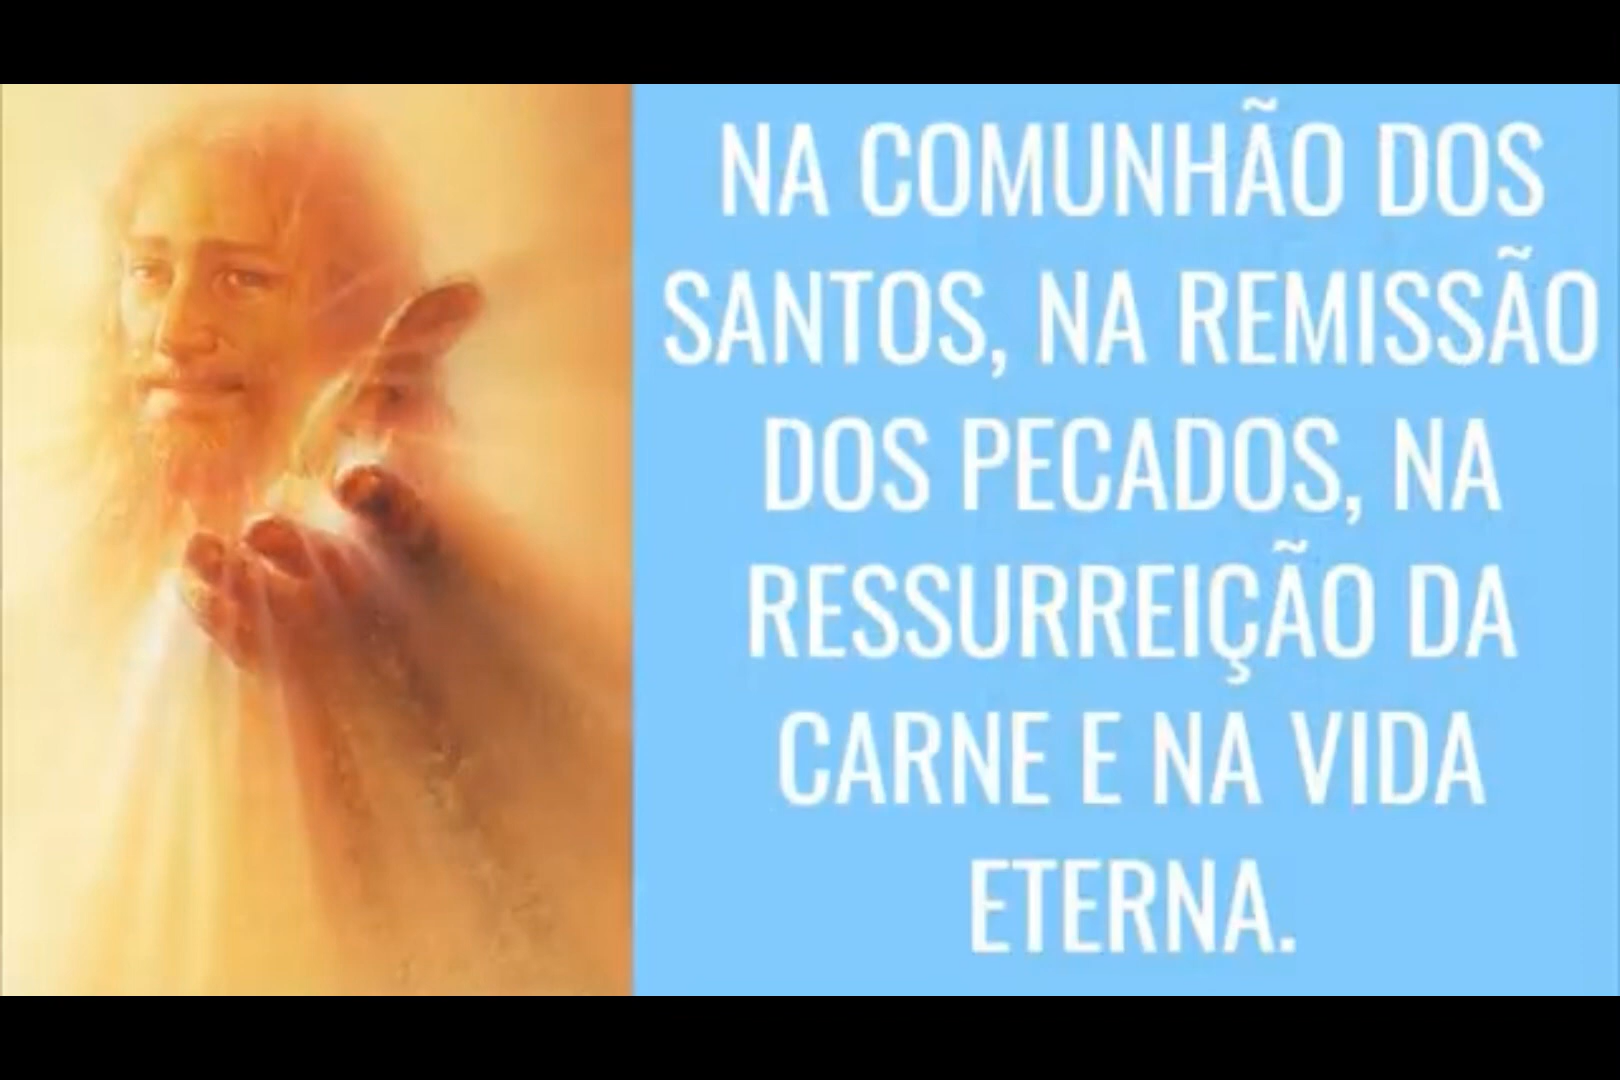 NA COMUNHÃO DOS
SANTOS, NA REMISSÃO
DOS PECADOS, NA
RESSURREIÇÃO DA
CARNE E NA VIDA
ETERNA.